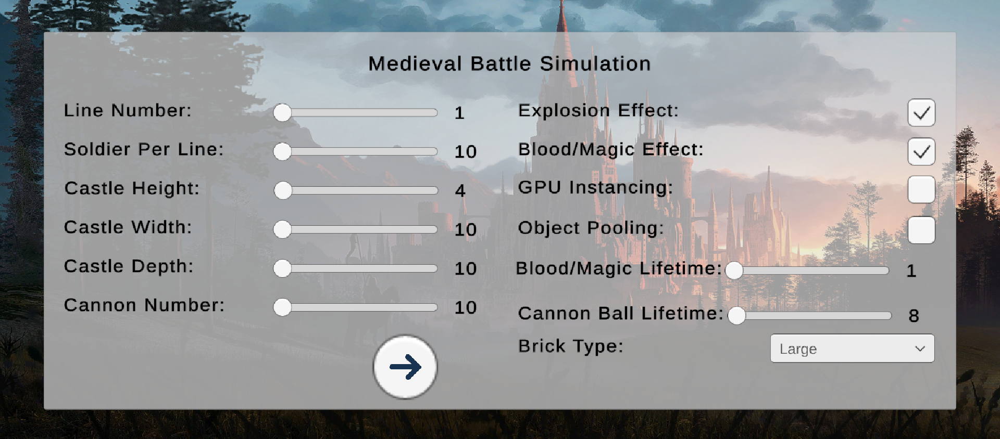 Medieval Battle Simulation
Line Number: 1
Soldier Per Line: 10
Castle Height: 4
Castle Width: 10
Castle Depth: 10
Cannon Number: 10
Explosion Effect:
Blood/Magic Effect:
GPU Instancing:
Object Pooling:
Blood/Magic Lifetime: 1
Cannon Ball Lifetime: 8
Brick Type: Large